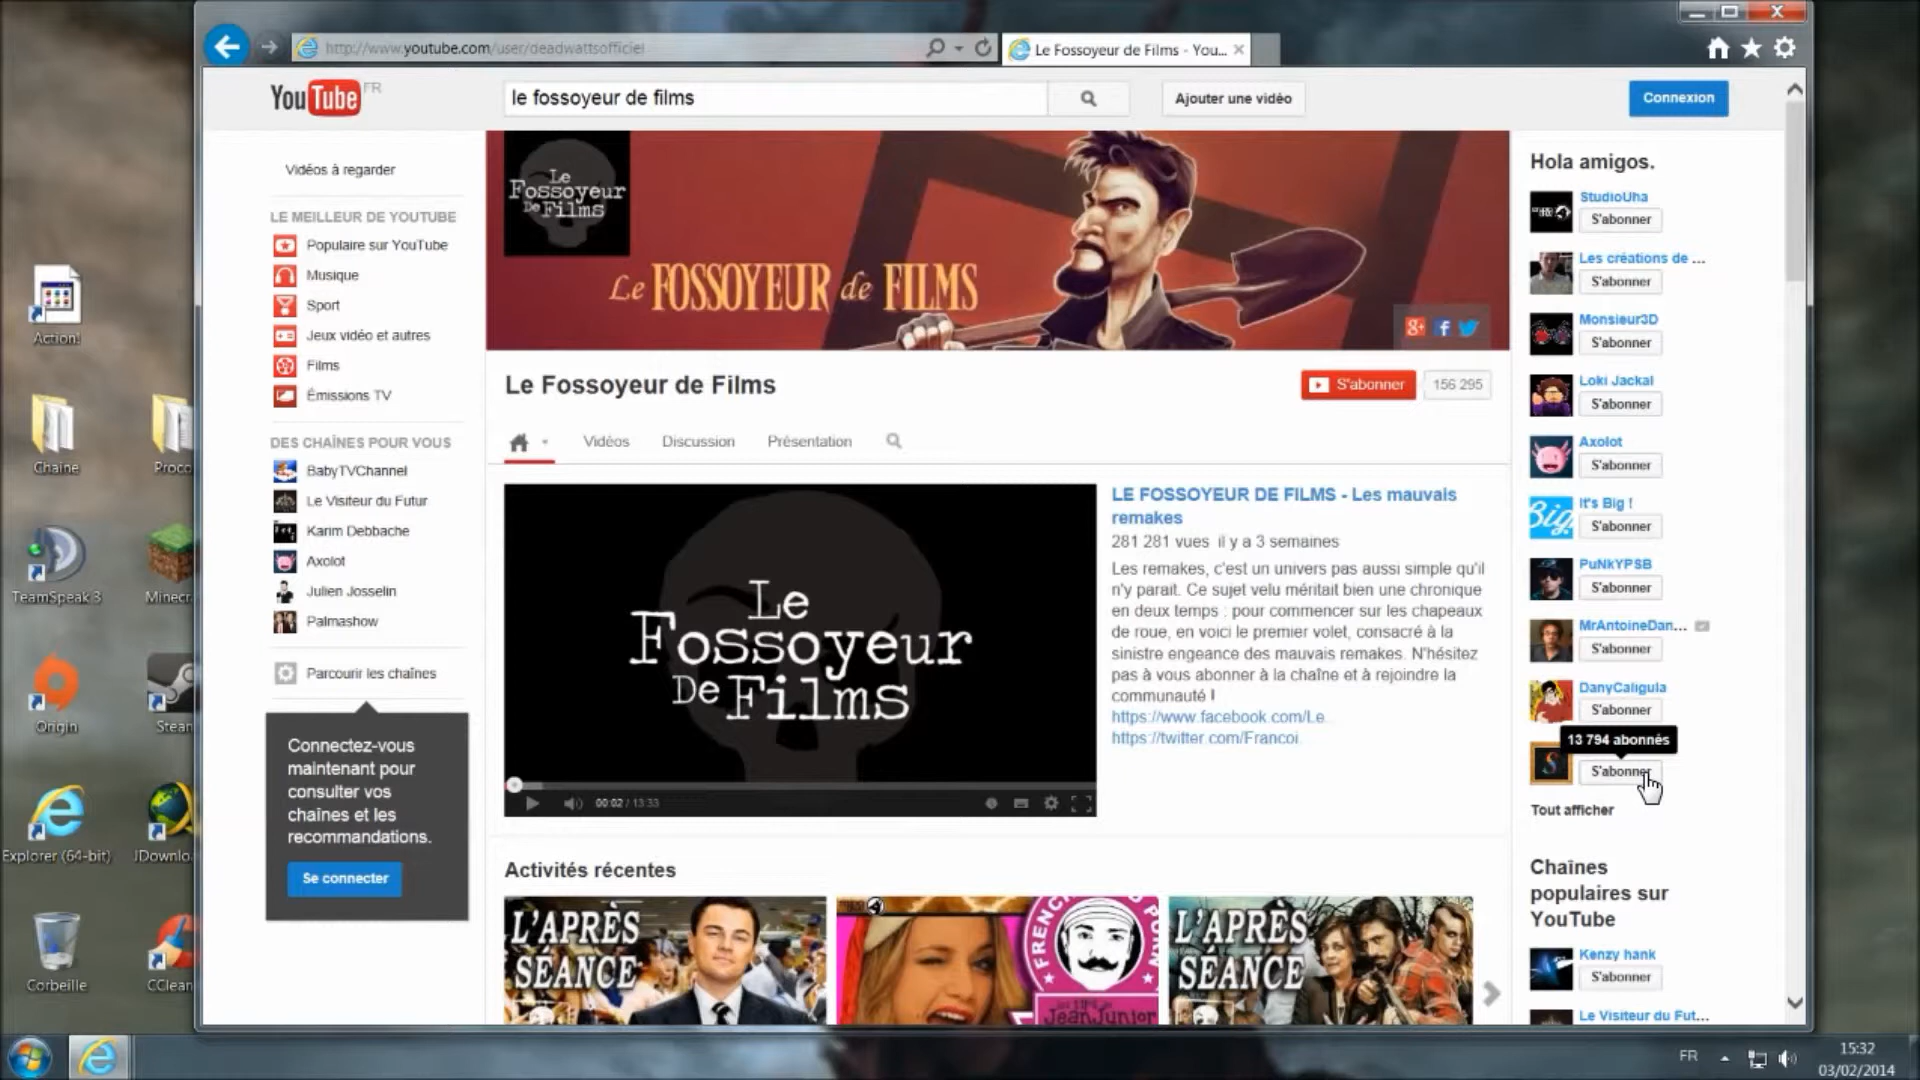 http://www.youtube.com/user/deadwattsofficiel
Le Fossoyeur de Films - You...
YouTube FR
le fossoyeur de films
Ajouter une vidéo
Connexion
Vidéos à regarder
LE MEILLEUR DE YOUTUBE
Populaire sur YouTube
Musique
Sport
Jeux vidéo et autres
Films
Émissions TV
DES CHAÎNES POUR VOUS
BabyTVChannel
Le Visiteur du Futur
Karim Debbache
Axolot
Julien Josselin
Palmashow
Parcourir les chaînes
Connectez-vous
maintenant pour
consulter vos
chaînes et les
recommandations.
Se connecter
Le
Fossoyeur
De Films
Le FOSSOYEUR de FILMS
Le Fossoyeur de Films
S'abonner
156 295
Vidéos
Discussion
Présentation
Le
Fossoyeur
De Films
00:02 / 13:33
LE FOSSOYEUR DE FILMS - Les mauvais
remakes
281 281 vues il y a 3 semaines
Les remakes, c'est un univers pas aussi simple qu'il
n'y parait. Ce sujet velu méritait bien une chronique
en deux temps : pour commencer sur les chapeaux
de roue, en voici le premier volet, consacré à la
sinistre engeance des mauvais remakes. N'hésitez
pas à vous abonner à la chaîne et à rejoindre la
communauté !
https://www.facebook.com/Le...
https://twitter.com/Francoi...
Activités récentes
L'APRÈS
SÉANCE
FRENCH
JeanJunior
L'APRÈS
SÉANCE
Hola amigos.
StudioUha
S'abonner
Les créations de ...
S'abonner
Monsieur3D
S'abonner
Loki Jackal
S'abonner
Axolot
S'abonner
Big
It's Big !
S'abonner
PuNkYPSB
S'abonner
MrAntoineDan...
S'abonner
DanyCaligula
S'abonner
13 794 abonnés
S
S'abonner
Tout afficher
Chaînes
populaires sur
YouTube
Kenzy hank
S'abonner
Le Visiteur du Fut...
Action!
Chaine
Proco
TeamSpeak 3
Minecr
Origin
Stean
Explorer (64-bit)
JDownlo
Corbeille
CClean
FR
15:32
03/02/2014